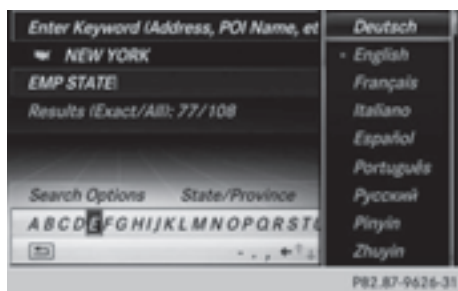 Enter Keyword (Address, POI Name, et
NEW YORK
EMP STATE
Results (Exact/All): 77/108
Search Options State/Province
A B C D E F G H I J K L M N O P Q R S T U
- . , 
Deutsch
English
Français
Italiano
Español
Português
Русский
Pinyin
Zhuyin
P82.87-9626-31